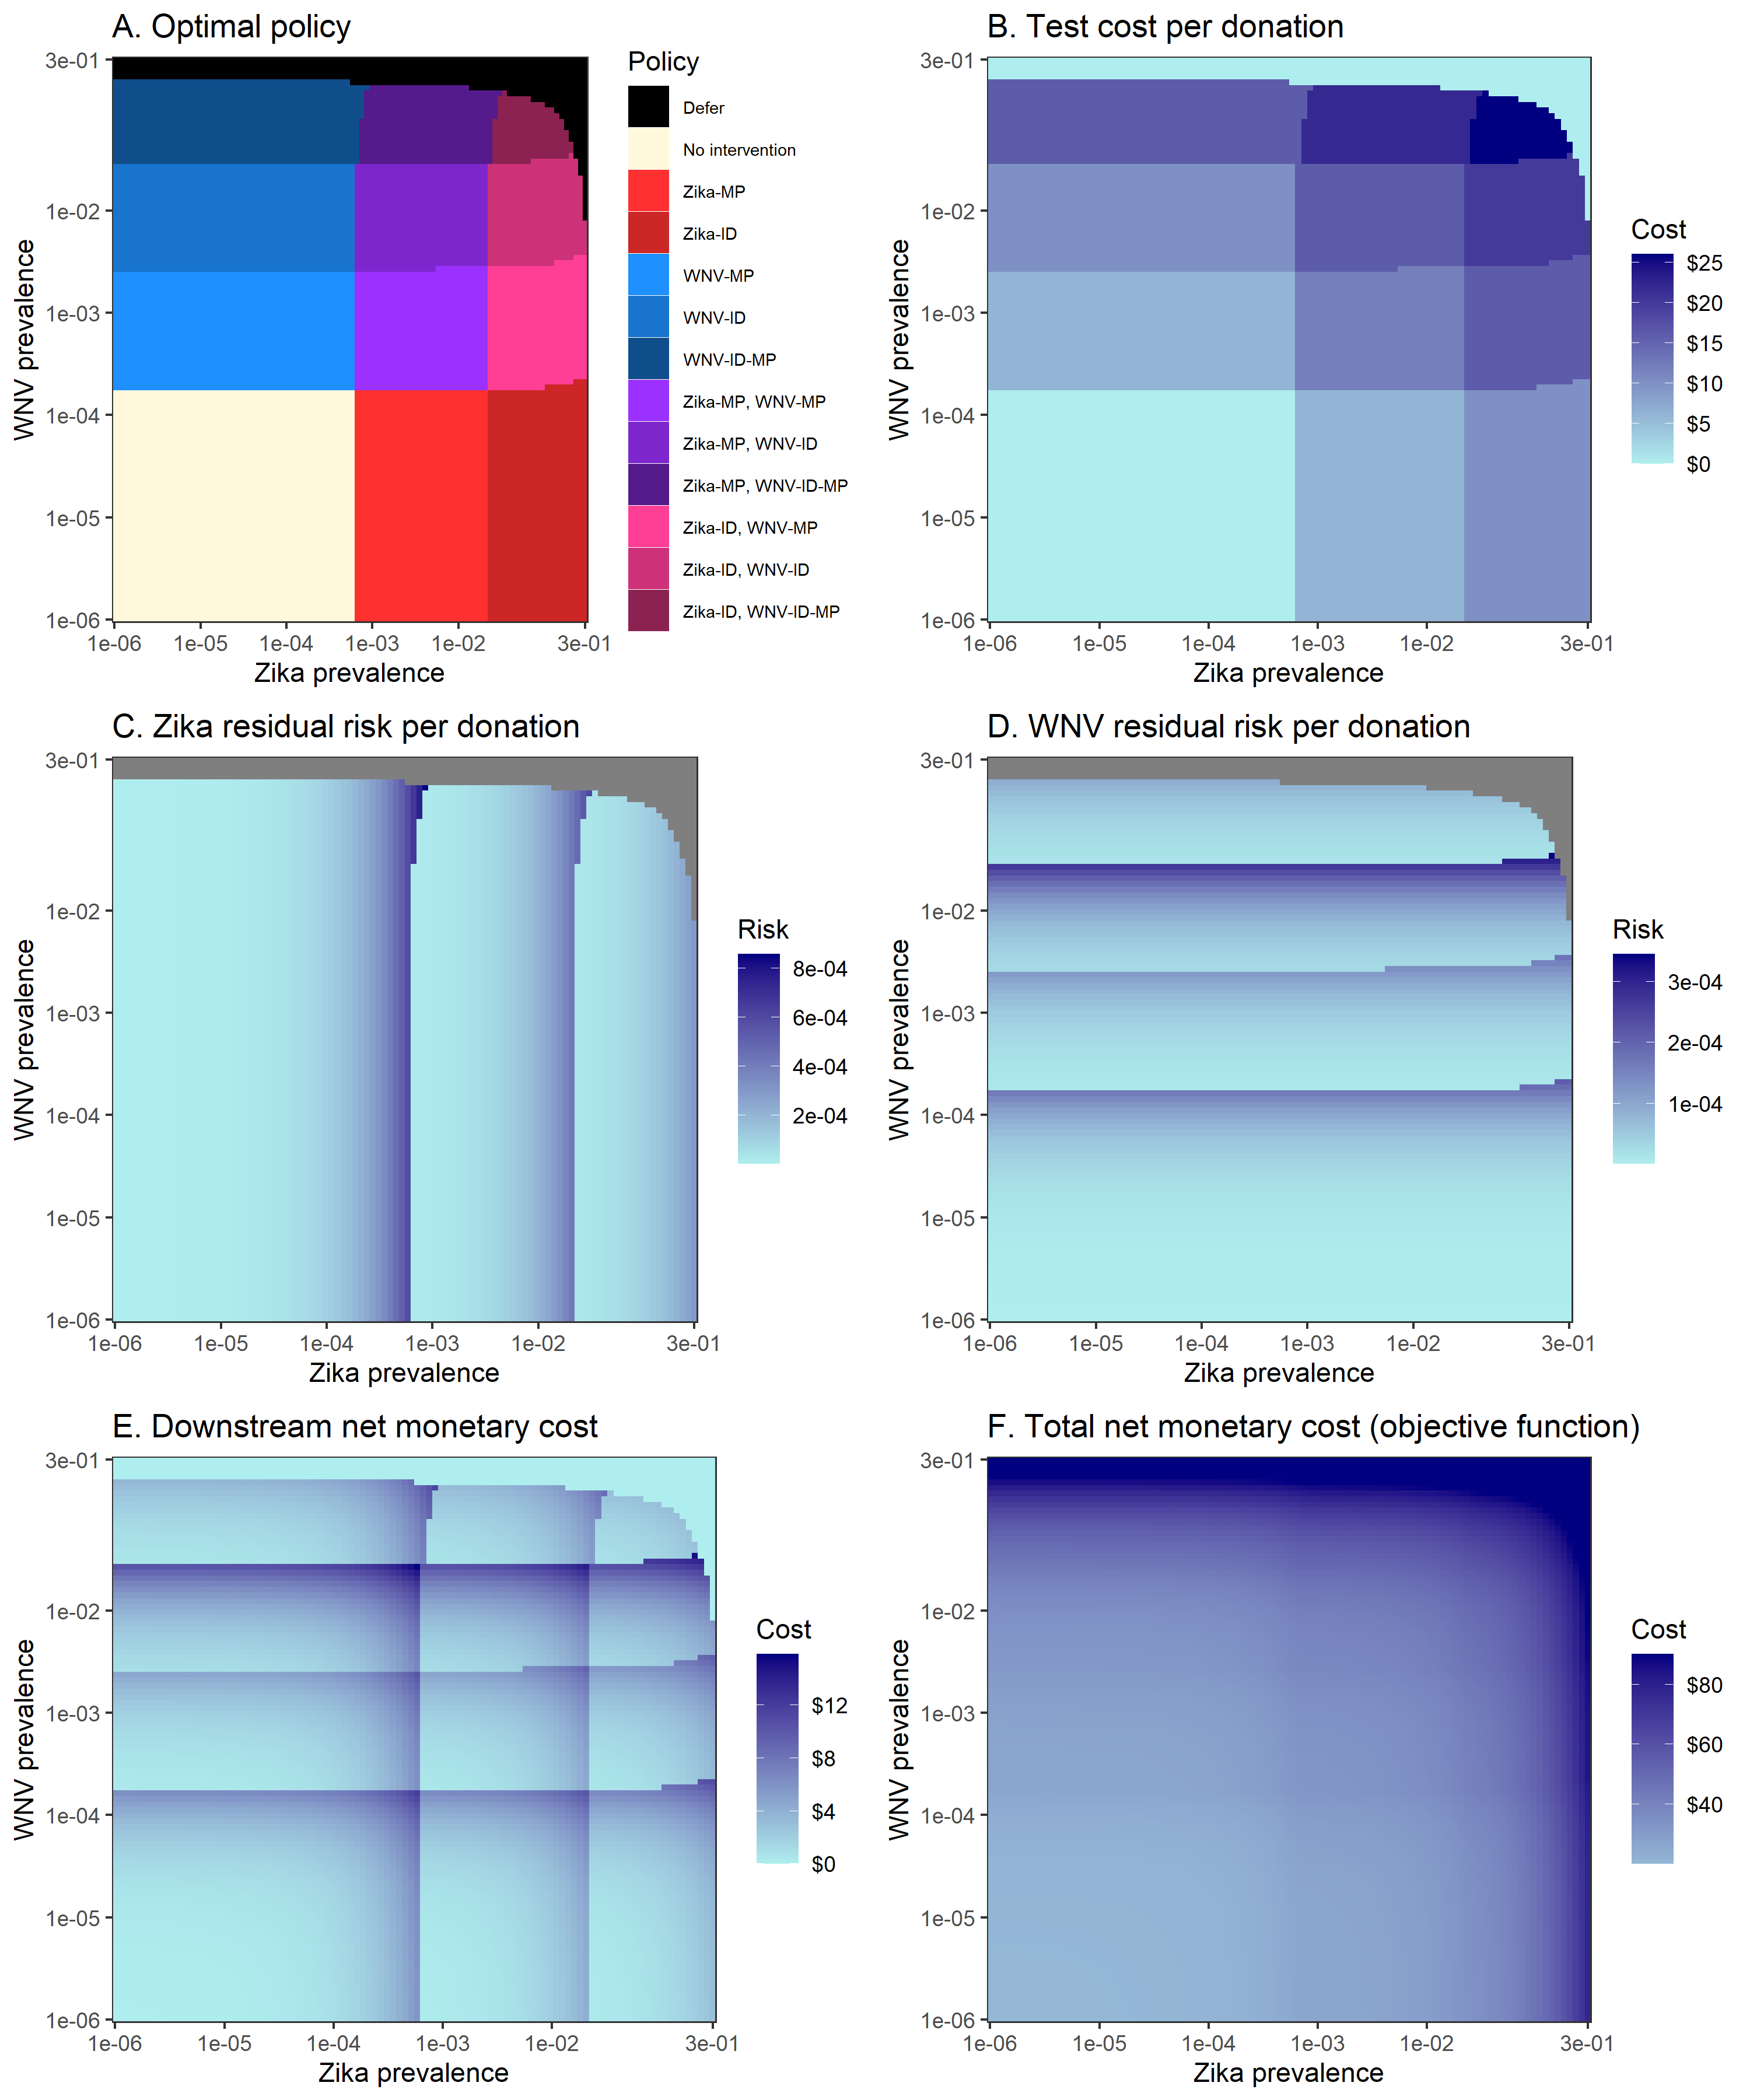 A. Optimal policy
3e-01
1e-02
1e-03
1e-04
1e-05
1e-06
WNV prevalence
1e-06 1e-05 1e-04 1e-03 1e-02 3e-01
Zika prevalence
Policy
Defer
No intervention
Zika-MP
Zika-ID
WNV-MP
WNV-ID
WNV-ID-MP
Zika-MP, WNV-MP
Zika-MP, WNV-ID
Zika-MP, WNV-ID-MP
Zika-ID, WNV-MP
Zika-ID, WNV-ID
Zika-ID, WNV-ID-MP
B. Test cost per donation
3e-01
1e-02
1e-03
1e-04
1e-05
1e-06
WNV prevalence
1e-06 1e-05 1e-04 1e-03 1e-02 3e-01
Zika prevalence
Cost
$25
$20
$15
$10
$5
$0
C. Zika residual risk per donation
3e-01
1e-02
1e-03
1e-04
1e-05
1e-06
WNV prevalence
1e-06 1e-05 1e-04 1e-03 1e-02 3e-01
Zika prevalence
Risk
8e-04
6e-04
4e-04
2e-04
D. WNV residual risk per donation
3e-01
1e-02
1e-03
1e-04
1e-05
1e-06
WNV prevalence
1e-06 1e-05 1e-04 1e-03 1e-02 3e-01
Zika prevalence
Risk
3e-04
2e-04
1e-04
E. Downstream net monetary cost
3e-01
1e-02
1e-03
1e-04
1e-05
1e-06
WNV prevalence
1e-06 1e-05 1e-04 1e-03 1e-02 3e-01
Zika prevalence
Cost
$12
$8
$4
$0
F. Total net monetary cost (objective function)
3e-01
1e-02
1e-03
1e-04
1e-05
1e-06
WNV prevalence
1e-06 1e-05 1e-04 1e-03 1e-02 3e-01
Zika prevalence
Cost
$80
$60
$40